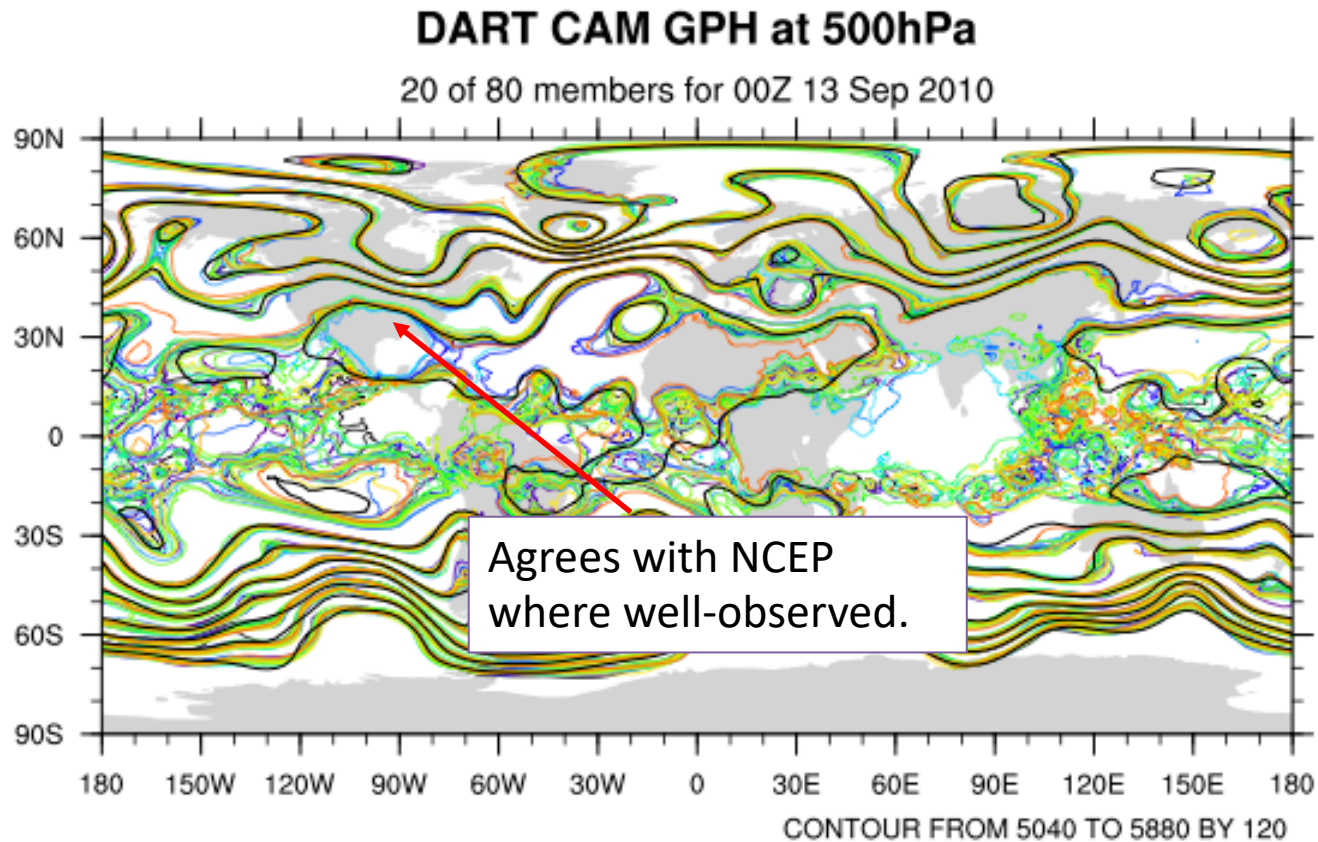 DART CAM GPH at 500hPa
20 of 80 members for 00Z 13 Sep 2010
90N
60N
30N
0
30S
60S
90S
Agrees with NCEP
where well-observed.
180 150W 120W 90W 60W 30W 0 30E 60E 90E 120E 150E 180
CONTOUR FROM 5040 TO 5880 BY 120